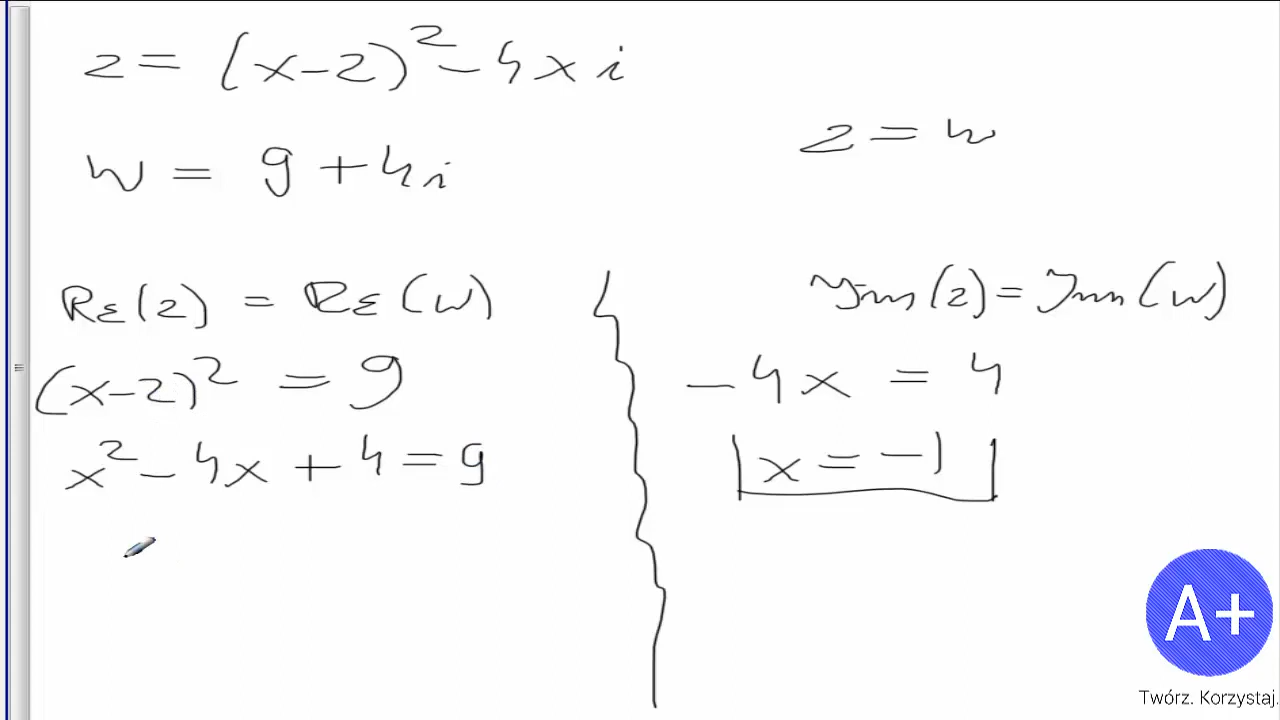 z = (x-2)² - 4xi
z = w
w = 9 + 4i
Re(z) = Re(w)
(x-2)² = 9
x² - 4x + 4 = 9
Im(z) = Im(w)
-4x = 4
x = -1
A+
Twórz. Korzystaj.